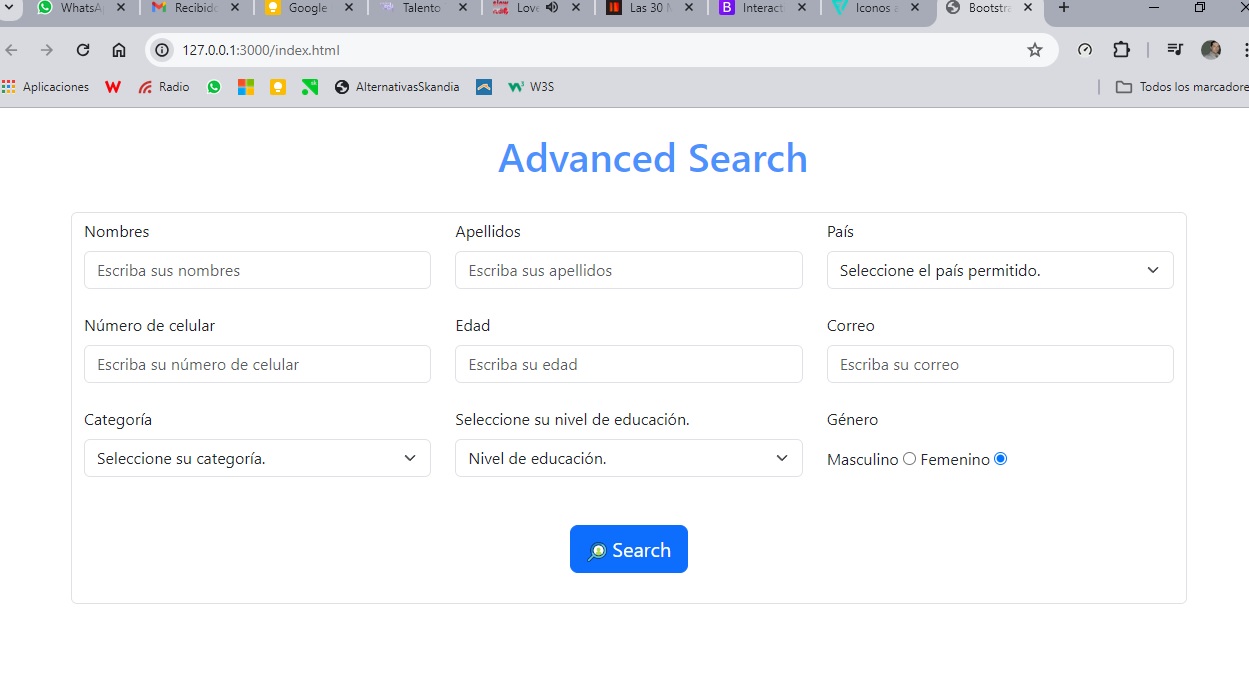 WhatsA Recibido Google Talento Love Las 30 Interacti Iconos Bootstra
127.0.0.1:3000/index.html
Aplicaciones Radio AlternativasSkandia W3S Todos los marcadore
Advanced Search
Nombres Apellidos País
Escriba sus nombres Escriba sus apellidos Seleccione el país permitido.
Número de celular Edad Correo
Escriba su número de celular Escriba su edad Escriba su correo
Categoría Seleccione su nivel de educación. Género
Seleccione su categoría. Nivel de educación. Masculino Femenino
Search